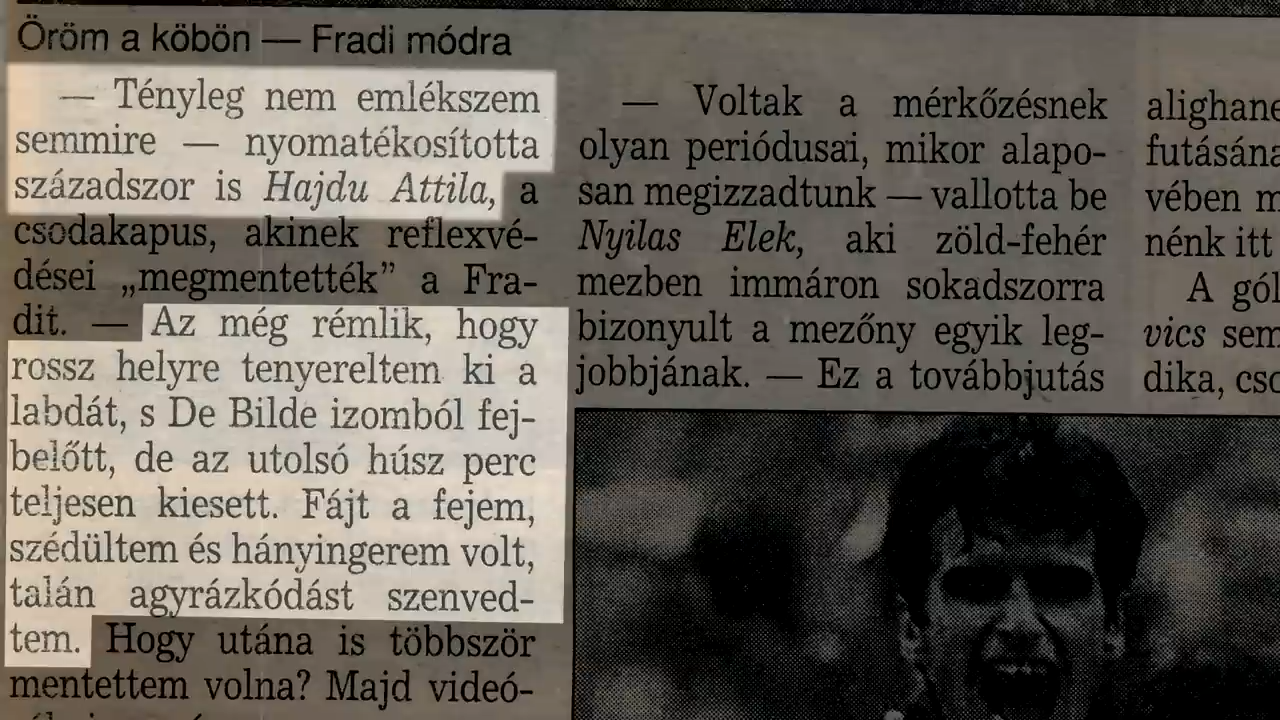 Öröm a köbön — Fradi módra
— Tényleg nem emlékszem
semmire — nyomatékosította
századszor is Hajdu Attila, a
csodakapus, akinek reflexvé-
dései „megmentették” a Fra-
dit. — Az még rémlik, hogy
rossz helyre tenyereltem ki a
labdát, s De Bilde izomból fej-
belőtt, de az utolsó húsz perc
teljesen kiesett. Fájt a fejem,
szédültem és hányingerem volt,
talán agyrázkódást szenved-
tem. Hogy utána is többször
mentettem volna? Majd videó-
— Voltak a mérkőzésnek
olyan periódusai, mikor alapo-
san megizzadtunk — vallotta be
Nyilas Elek, aki zöld-fehér
mezben immáron sokadszorra
bizonyult a mezőny egyik leg-
jobbjának. — Ez a továbbjutás
alighane
futásána
vében m
nénk itt
A gól
vics sem
dika, cso